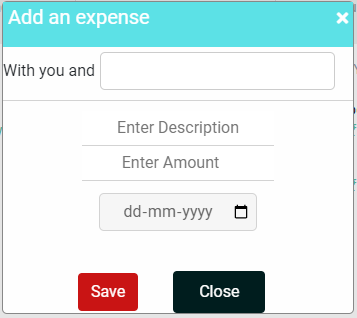 Add an expense ×
With you and
Enter Description
Enter Amount
dd-mm-yyyy
Save Close